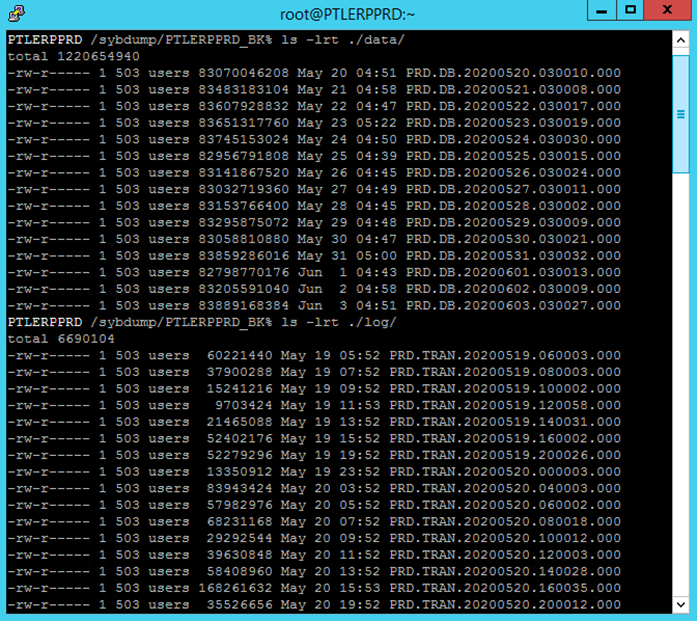 root@PTLERPPRD:~
PTLERPPRD /sybdump/PTLERPPRD_BK% ls -lrt ./data/
total 1220654940
-rw-r----- 1 503 users 83070046208 May 20 04:51 PRD.DB.20200520.030010.000
-rw-r----- 1 503 users 83483183104 May 21 04:58 PRD.DB.20200521.030008.000
-rw-r----- 1 503 users 83607928832 May 22 04:47 PRD.DB.20200522.030017.000
-rw-r----- 1 503 users 83651317760 May 23 05:22 PRD.DB.20200523.030019.000
-rw-r----- 1 503 users 83745153024 May 24 04:50 PRD.DB.20200524.030030.000
-rw-r----- 1 503 users 82956791808 May 25 04:39 PRD.DB.20200525.030015.000
-rw-r----- 1 503 users 83141867520 May 26 04:45 PRD.DB.20200526.030024.000
-rw-r----- 1 503 users 83032719360 May 27 04:49 PRD.DB.20200527.030011.000
-rw-r----- 1 503 users 83153766400 May 28 04:45 PRD.DB.20200528.030002.000
-rw-r----- 1 503 users 83295875072 May 29 04:48 PRD.DB.20200529.030009.000
-rw-r----- 1 503 users 83058810880 May 30 04:47 PRD.DB.20200530.030021.000
-rw-r----- 1 503 users 83859286016 May 31 05:00 PRD.DB.20200531.030032.000
-rw-r----- 1 503 users 82798770176 Jun  1 04:43 PRD.DB.20200601.030013.000
-rw-r----- 1 503 users 83205591040 Jun  2 04:58 PRD.DB.20200602.030009.000
-rw-r----- 1 503 users 83889168384 Jun  3 04:51 PRD.DB.20200603.030027.000
PTLERPPRD /sybdump/PTLERPPRD_BK% ls -lrt ./log/
total 6690104
-rw-r----- 1 503 users  60221440 May 19 05:52 PRD.TRAN.20200519.060003.000
-rw-r----- 1 503 users  37900288 May 19 07:52 PRD.TRAN.20200519.080003.000
-rw-r----- 1 503 users  15241216 May 19 09:52 PRD.TRAN.20200519.100002.000
-rw-r----- 1 503 users   9703424 May 19 11:53 PRD.TRAN.20200519.120058.000
-rw-r----- 1 503 users  21465088 May 19 13:52 PRD.TRAN.20200519.140031.000
-rw-r----- 1 503 users  52402176 May 19 15:52 PRD.TRAN.20200519.160002.000
-rw-r----- 1 503 users  52279296 May 19 19:52 PRD.TRAN.20200519.200026.000
-rw-r----- 1 503 users  13350912 May 19 23:52 PRD.TRAN.20200520.000003.000
-rw-r----- 1 503 users  83943424 May 20 03:52 PRD.TRAN.20200520.040003.000
-rw-r----- 1 503 users  57982976 May 20 05:52 PRD.TRAN.20200520.060002.000
-rw-r----- 1 503 users  68231168 May 20 07:52 PRD.TRAN.20200520.080018.000
-rw-r----- 1 503 users  29292544 May 20 09:52 PRD.TRAN.20200520.100012.000
-rw-r----- 1 503 users  39630848 May 20 11:52 PRD.TRAN.20200520.120003.000
-rw-r----- 1 503 users  58408960 May 20 13:52 PRD.TRAN.20200520.140028.000
-rw-r----- 1 503 users 168261632 May 20 15:53 PRD.TRAN.20200520.160035.000
-rw-r----- 1 503 users  35526656 May 20 19:52 PRD.TRAN.20200520.200012.000